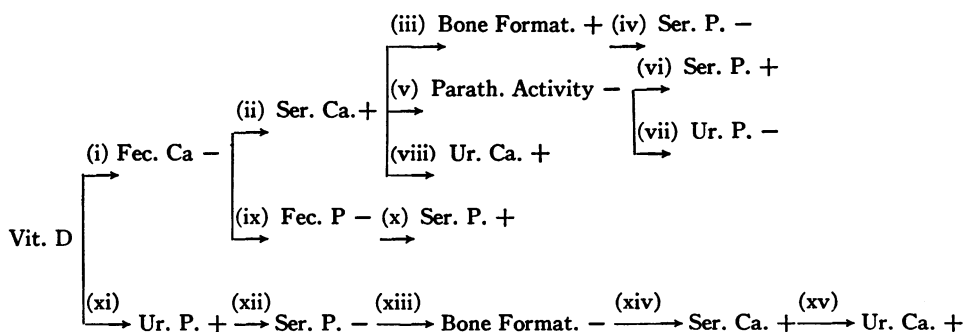 (iii) Bone Format. + (iv) Ser. P. −
(v) Parath. Activity −
(vi) Ser. P. +
(ii) Ser. Ca. +
(vii) Ur. P. −
(i) Fec. Ca −
(viii) Ur. Ca. +
(ix) Fec. P − (x) Ser. P. +
Vit. D
(xi) Ur. P. + (xii) Ser. P. − (xiii) Bone Format. − (xiv) Ser. Ca. + (xv) Ur. Ca. +